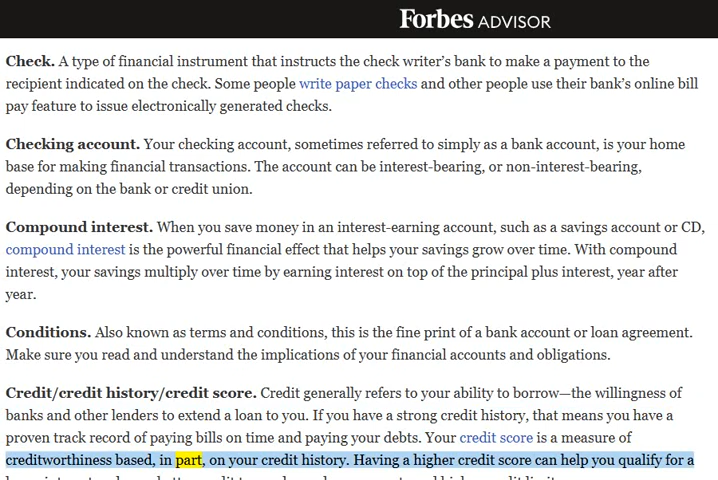 Forbes ADVISOR
Check. A type of financial instrument that instructs the check writer’s bank to make a payment to the
recipient indicated on the check. Some people write paper checks and other people use their bank’s online bill
pay feature to issue electronically generated checks.
Checking account. Your checking account, sometimes referred to simply as a bank account, is your home
base for making financial transactions. The account can be interest-bearing, or non-interest-bearing,
depending on the bank or credit union.
Compound interest. When you save money in an interest-earning account, such as a savings account or CD,
compound interest is the powerful financial effect that helps your savings grow over time. With compound
interest, your savings multiply over time by earning interest on top of the principal plus interest, year after
year.
Conditions. Also known as terms and conditions, this is the fine print of a bank account or loan agreement.
Make sure you read and understand the implications of your financial accounts and obligations.
Credit/credit history/credit score. Credit generally refers to your ability to borrow—the willingness of
banks and other lenders to extend a loan to you. If you have a strong credit history, that means you have a
proven track record of paying bills on time and paying your debts. Your credit score is a measure of
creditworthiness based, in part, on your credit history. Having a higher credit score can help you qualify for a